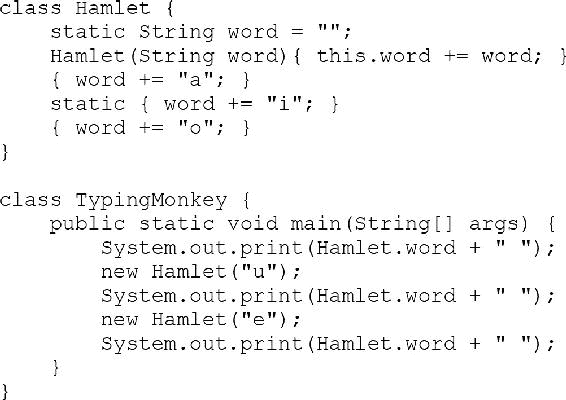 class Hamlet {
    static String word = "";
    Hamlet(String word){ this.word += word; }
    { word += "a"; }
    static { word += "i"; }
    { word += "o"; }
}

class TypingMonkey {
    public static void main(String[] args) {
        System.out.print(Hamlet.word + " ");
        new Hamlet("u");
        System.out.print(Hamlet.word + " ");
        new Hamlet("e");
        System.out.print(Hamlet.word + " ");
    }
}